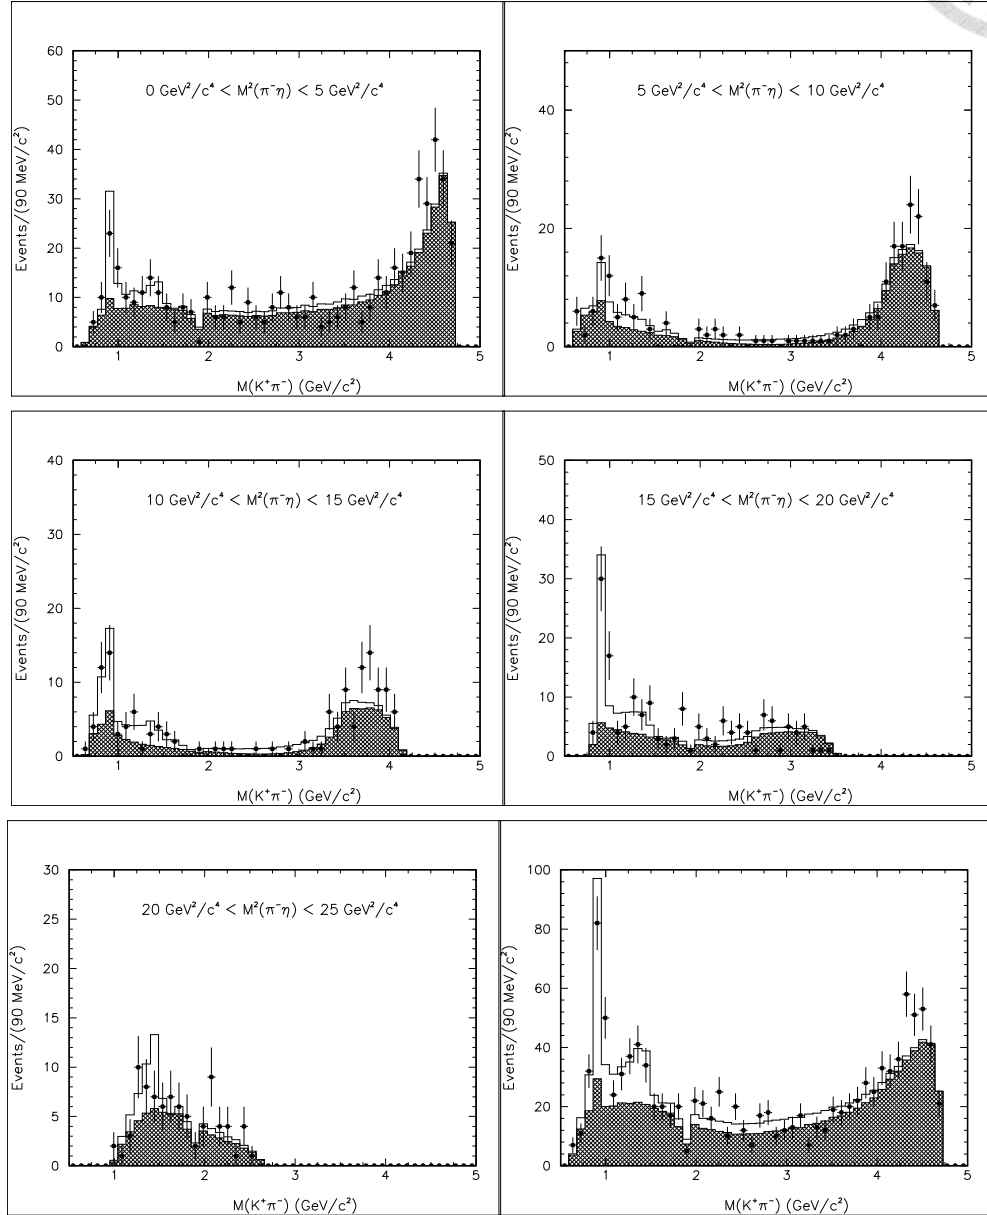 60
50
40
30
20
10
0
Events/(90 MeV/c²)
0 GeV²/c⁴ < M²(π⁻η) < 5 GeV²/c⁴
1 2 3 4 5
M(K⁺π⁻) (GeV/c²)
40
20
0
Events/(90 MeV/c²)
5 GeV²/c⁴ < M²(π⁻η) < 10 GeV²/c⁴
1 2 3 4 5
M(K⁺π⁻) (GeV/c²)
40
30
20
10
0
Events/(90 MeV/c²)
10 GeV²/c⁴ < M²(π⁻η) < 15 GeV²/c⁴
1 2 3 4 5
M(K⁺π⁻) (GeV/c²)
50
40
30
20
10
0
Events/(90 MeV/c²)
15 GeV²/c⁴ < M²(π⁻η) < 20 GeV²/c⁴
1 2 3 4 5
M(K⁺π⁻) (GeV/c²)
30
25
20
15
10
5
0
Events/(90 MeV/c²)
20 GeV²/c⁴ < M²(π⁻η) < 25 GeV²/c⁴
1 2 3 4 5
M(K⁺π⁻) (GeV/c²)
100
80
60
40
20
0
Events/(90 MeV/c²)
1 2 3 4 5
M(K⁺π⁻) (GeV/c²)